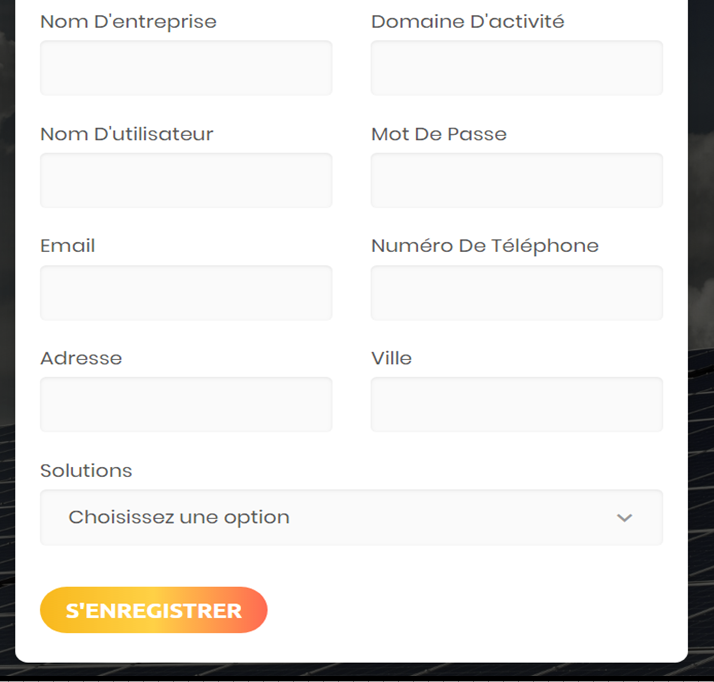 Nom D'entreprise
Domaine D'activité
Nom D'utilisateur
Mot De Passe
Email
Numéro De Téléphone
Adresse
Ville
Solutions
Choisissez une option
S'ENREGISTRER